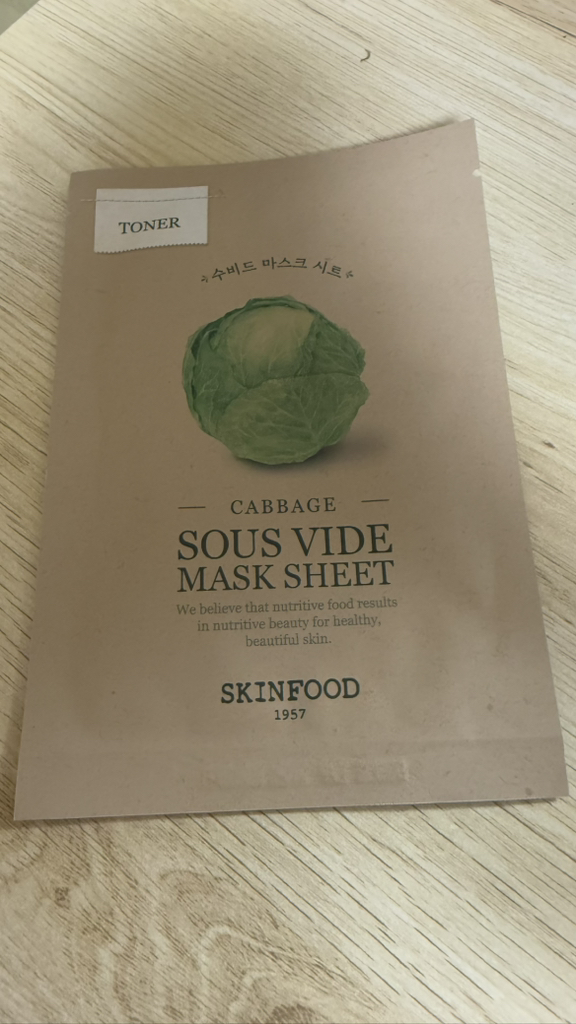 TONER
수비드 마스크 시트
CABBAGE
SOUS VIDE
MASK SHEET
We believe that nutritive food results
in nutritive beauty for healthy,
beautiful skin.
SKINFOOD
1957